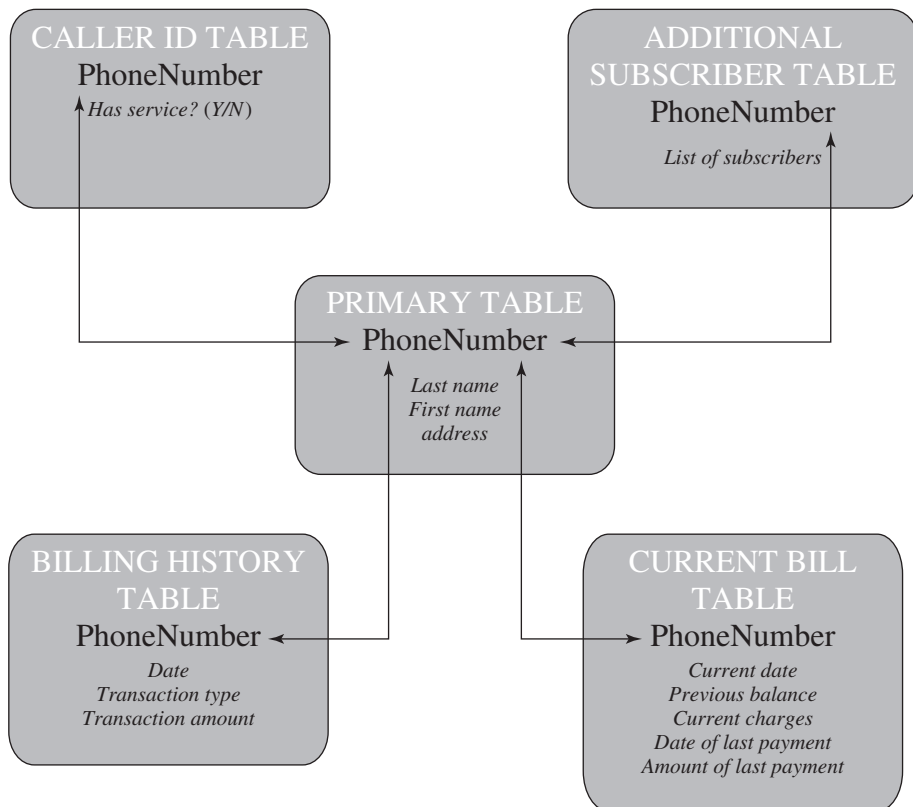 CALLER ID TABLE
PhoneNumber
Has service? (Y/N)
ADDITIONAL
SUBSCRIBER TABLE
PhoneNumber
List of subscribers
PRIMARY TABLE
PhoneNumber
Last name
First name
address
BILLING HISTORY
TABLE
PhoneNumber
Date
Transaction type
Transaction amount
CURRENT BILL
TABLE
PhoneNumber
Current date
Previous balance
Current charges
Date of last payment
Amount of last payment